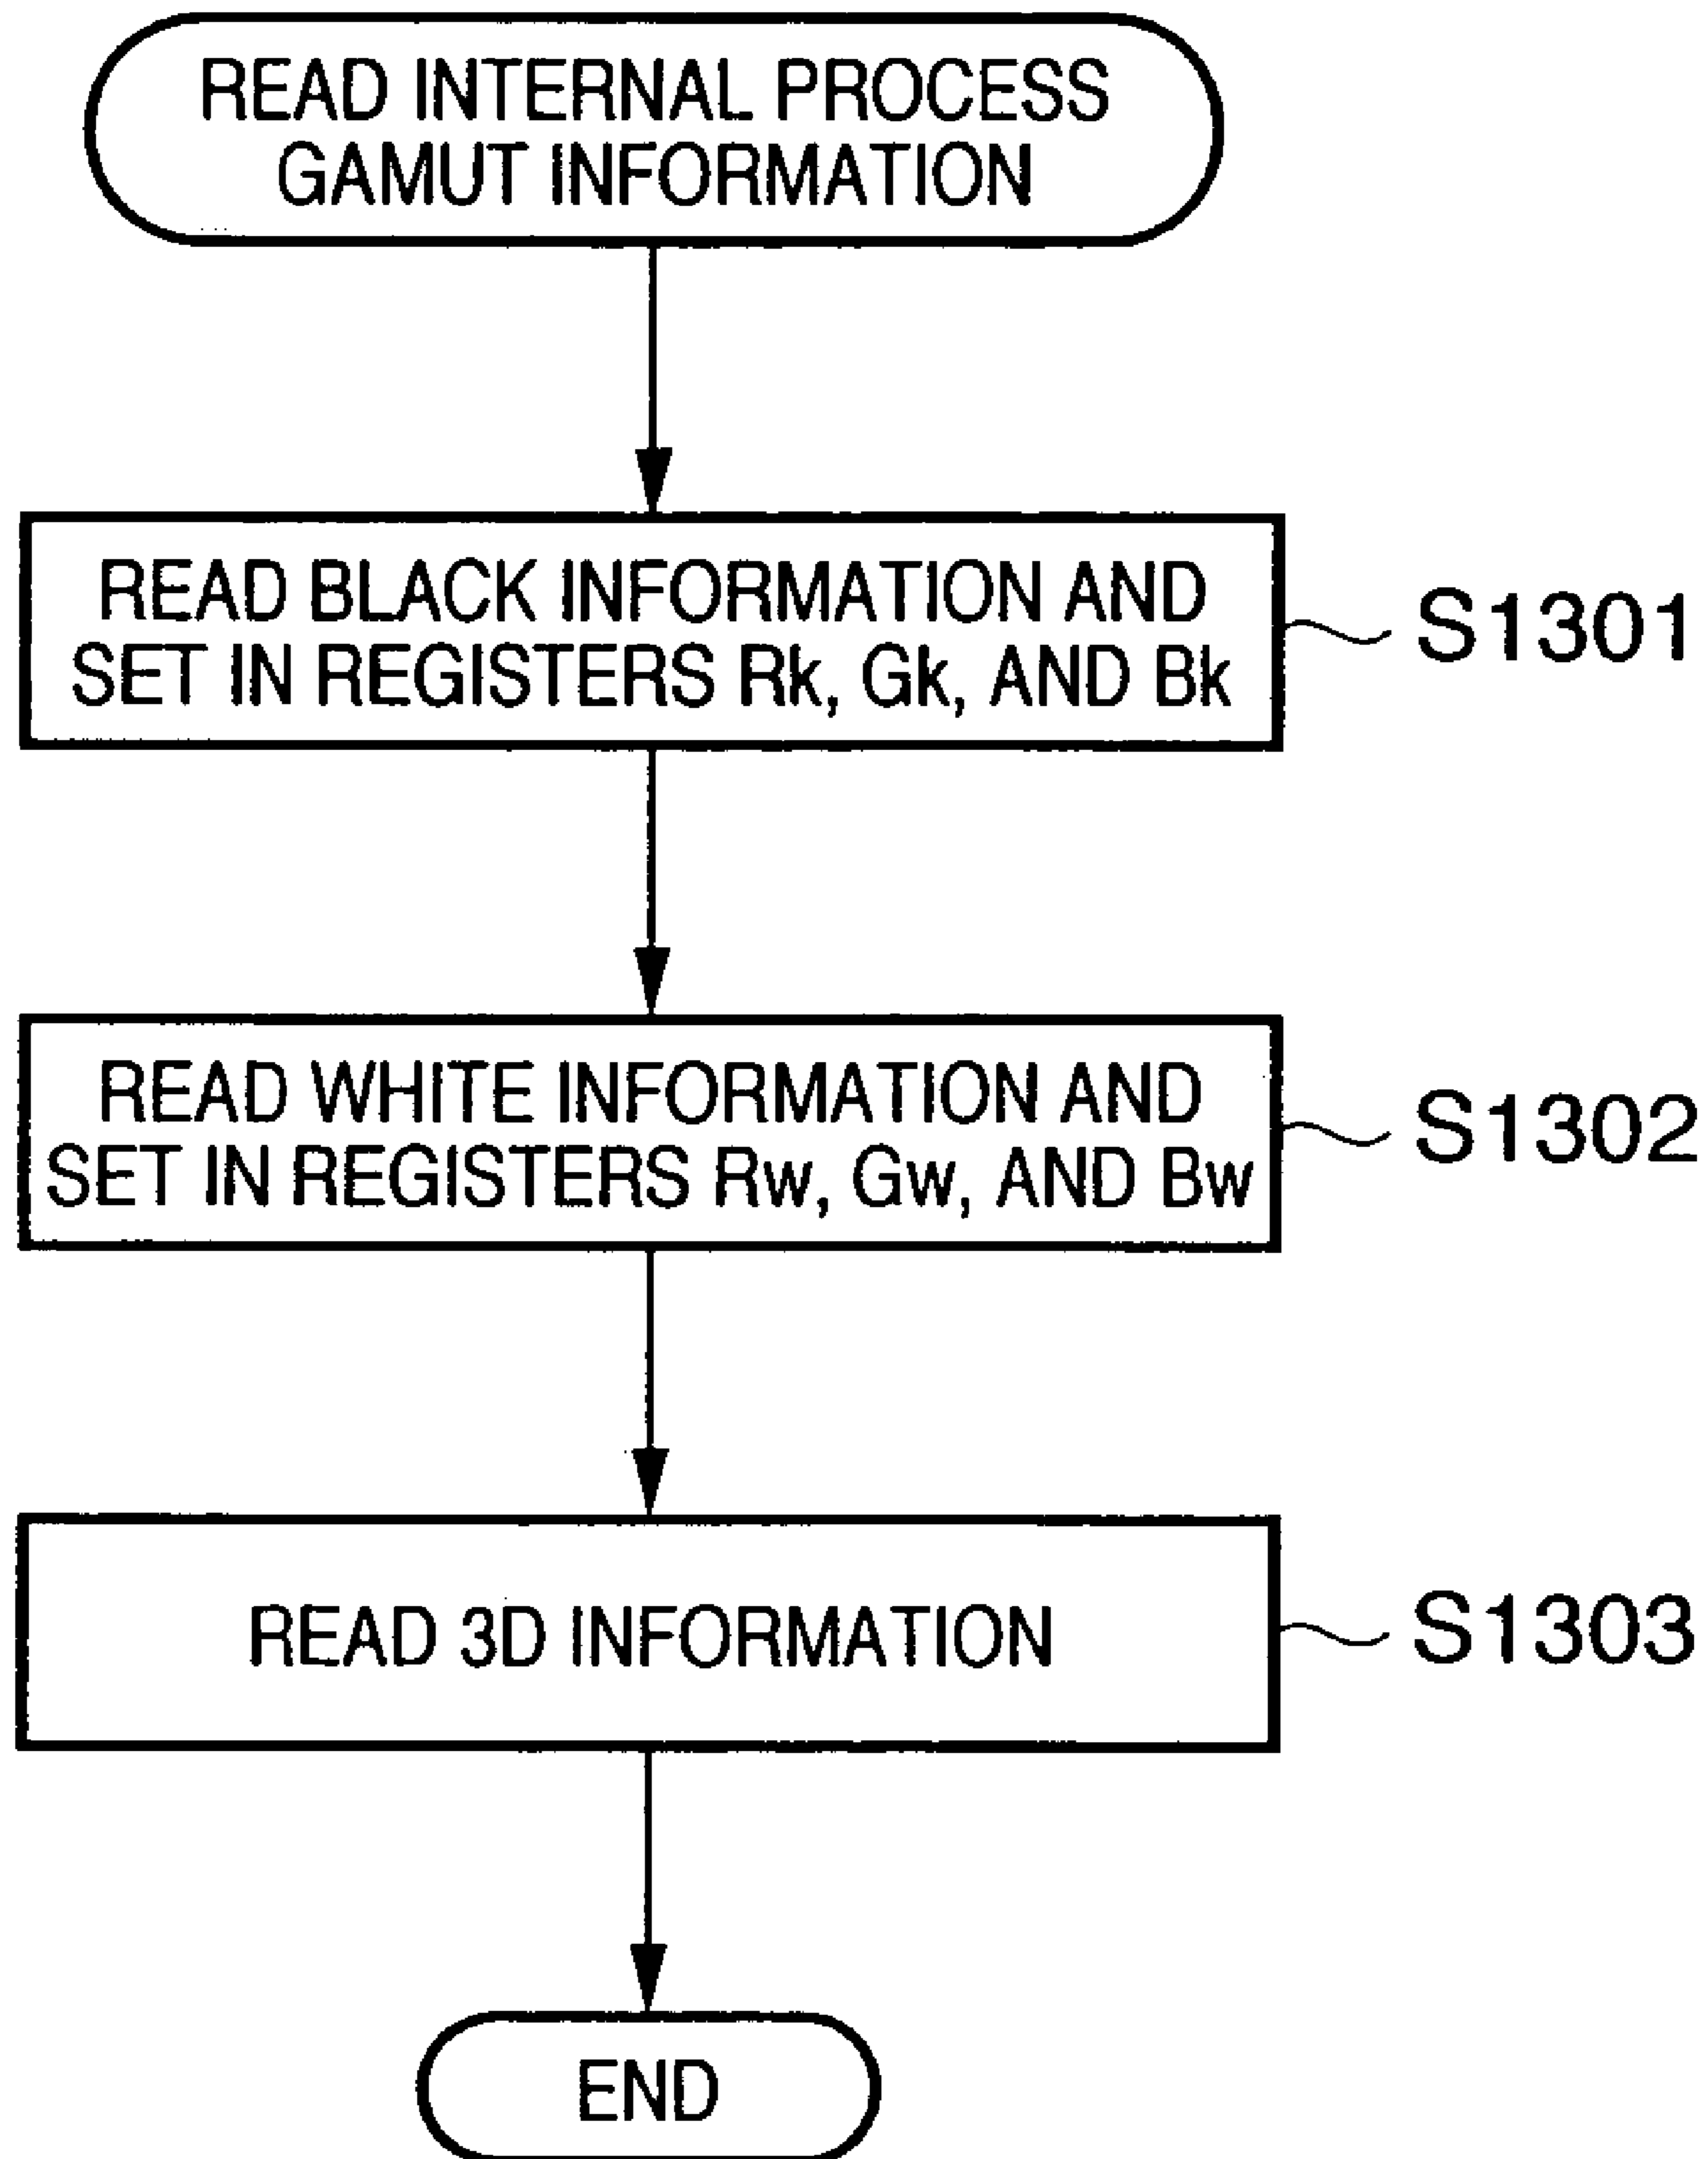 READ INTERNAL PROCESS
GAMUT INFORMATION
READ BLACK INFORMATION AND
SET IN REGISTERS Rk, Gk, AND Bk
S1301
READ WHITE INFORMATION AND
SET IN REGISTERS Rw, Gw, AND Bw
S1302
READ 3D INFORMATION
S1303
END